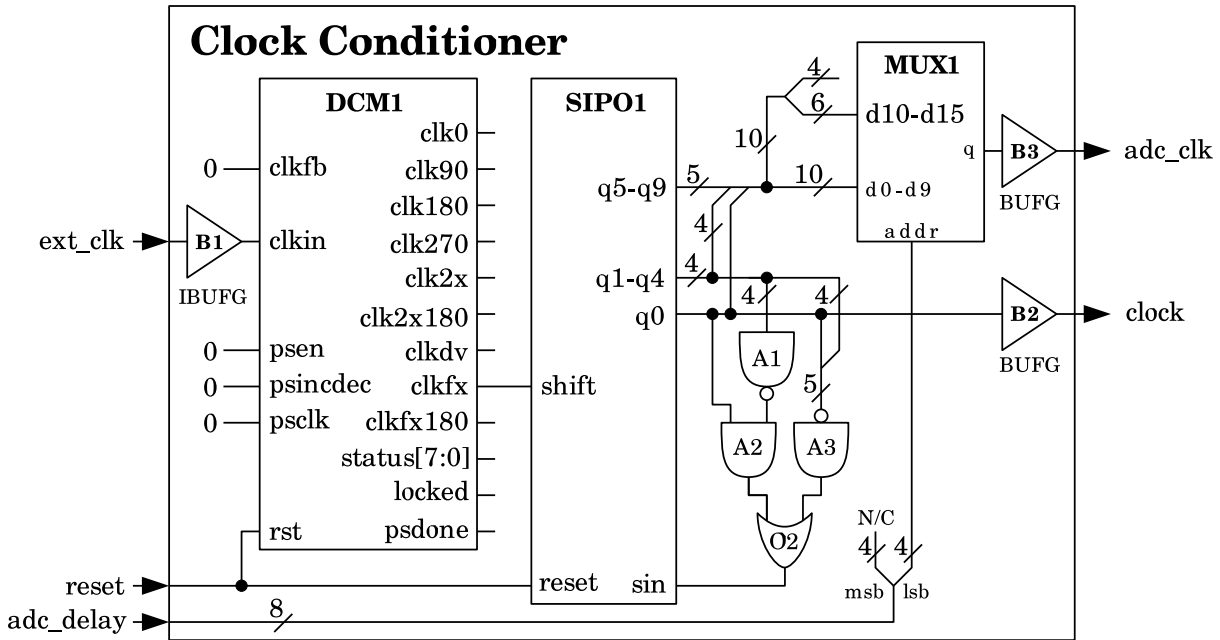 Clock Conditioner
DCM1
clk0
clkfb
0
clk90
clk180
ext_clk
B1
IBUFG
clkin
clk270
clk2x
clk2x180
0
psen
clkdv
0
psincdec
clkfx
0
psclk
clkfx180
status[7:0]
locked
rst
psdone
SIPO1
q5-q9
q1-q4
q0
shift
reset
sin
5
4
10
4
6
10
4
4
4
5
A1
A2
A3
O2
MUX1
d10-d15
q
d0-d9
addr
B3
BUFG
adc_clk
B2
BUFG
clock
N/C
4
4
msb
lsb
reset
adc_delay
8